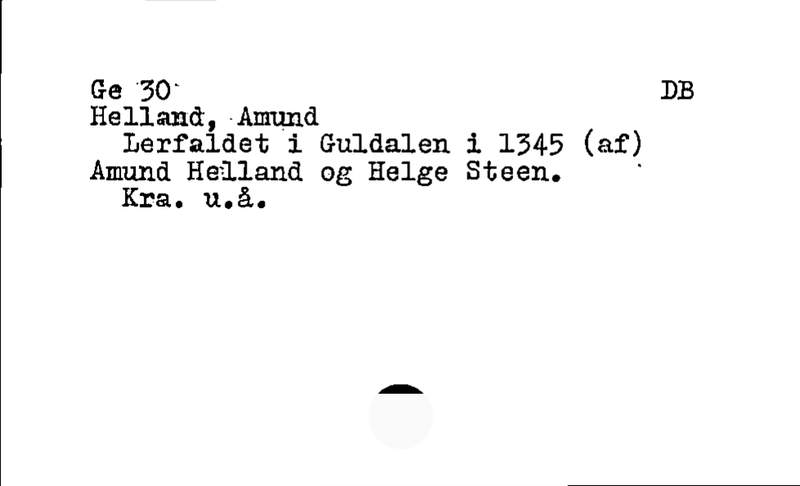 Ge 30 DB
Helland, Amund
Lerfaldet i Guldalen i 1345 (af)
Amund Helland og Helge Steen.
Kra. u.å.